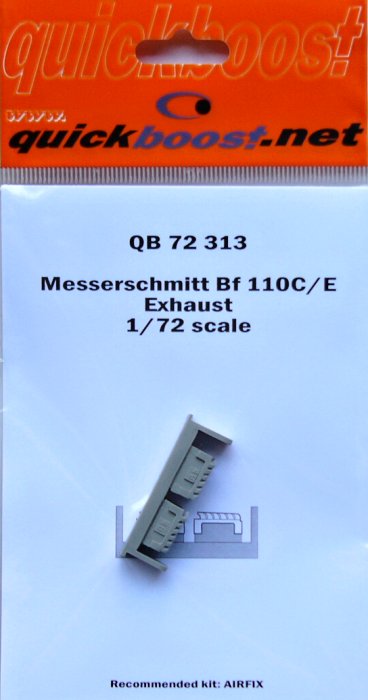 quickboost
www.
quickboost.net
QB 72 313
Messerschmitt Bf 110C/E
Exhaust
1/72 scale
Recommended kit: AIRFIX